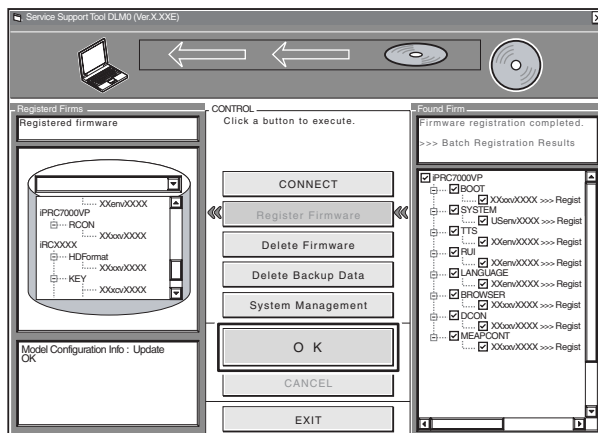 Service Support Tool DLM0 (Ver.X.XXE)
Registerd Firms
Registered firmware
XXenvXXXX
iPRC7000VP
RCON
XXxxvXXXX
iRCXXXX
HDFormat
XXxxvXXXX
KEY
XXxcvXXXX
Model Configuration Info : Update
OK
CONTROL
Click a button to execute.
CONNECT
Register Firmware
Delete Firmware
Delete Backup Data
System Management
O K
CANCEL
EXIT
Found Firm
Firmware registration completed.
>>> Batch Registration Results
iPRC7000VP
BOOT
XXxxvXXXX >>> Regist
SYSTEM
USenvXXXX >>> Regist
TTS
XXenvXXXX >>> Regist
RUI
XXenvXXXX >>> Regist
LANGUAGE
XXenvXXXX >>> Regist
BROWSER
XXxxvXXXX >>> Regist
DCON
XXxxvXXXX >>> Regist
MEAPCONT
XXxxvXXXX >>> Regist